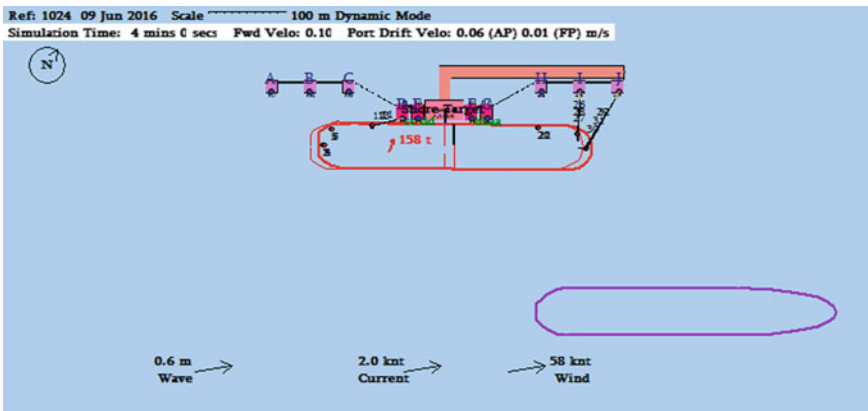 Ref: 1024 09 Jun 2016 Scale 100 m Dynamic Mode
Simulation Time: 4 mins 0 secs Fwd Velo: 0.10 Port Drift Velo: 0.06 (AP) 0.01 (FP) m/s
N
A B C H I J
Shore Target
158 t
0.6 m 2.0 knt 58 knt
Wave Current Wind